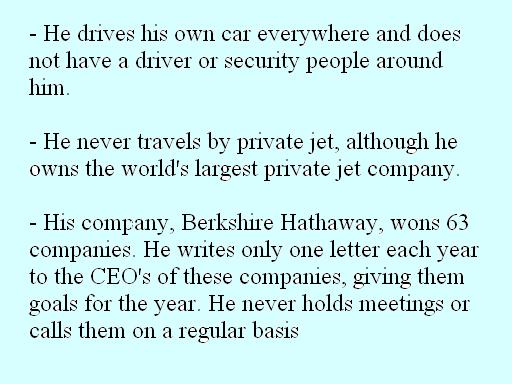 - He drives his own car everywhere and does
not have a driver or security people around
him.
- He never travels by private jet, although he
owns the world's largest private jet company.
- His company, Berkshire Hathaway, wons 63
companies. He writes only one letter each year
to the CEO's of these companies, giving them
goals for the year. He never holds meetings or
calls them on a regular basis